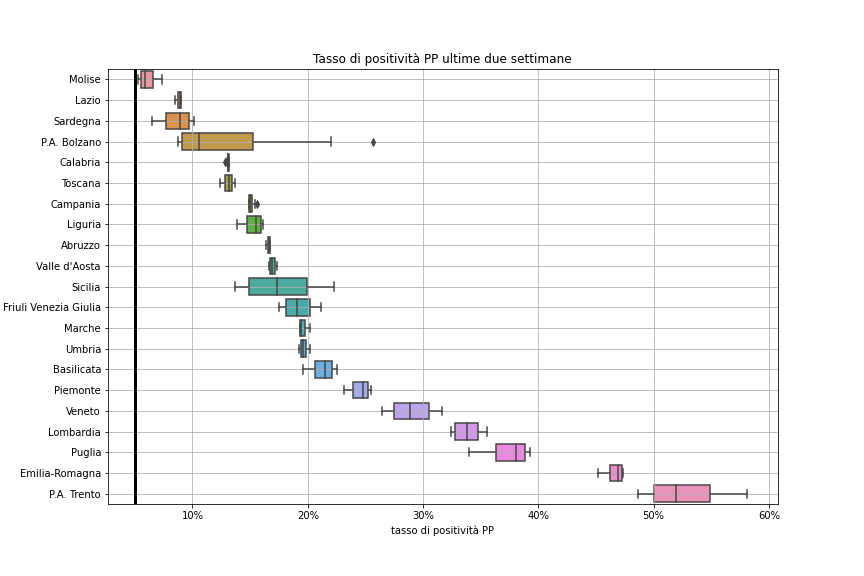 Tasso di positività PP ultime due settimane
Molise
Lazio
Sardegna
P.A. Bolzano
Calabria
Toscana
Campania
Liguria
Abruzzo
Valle d'Aosta
Sicilia
Friuli Venezia Giulia
Marche
Umbria
Basilicata
Piemonte
Veneto
Lombardia
Puglia
Emilia-Romagna
P.A. Trento
10% 20% 30% 40% 50% 60%
tasso di positività PP